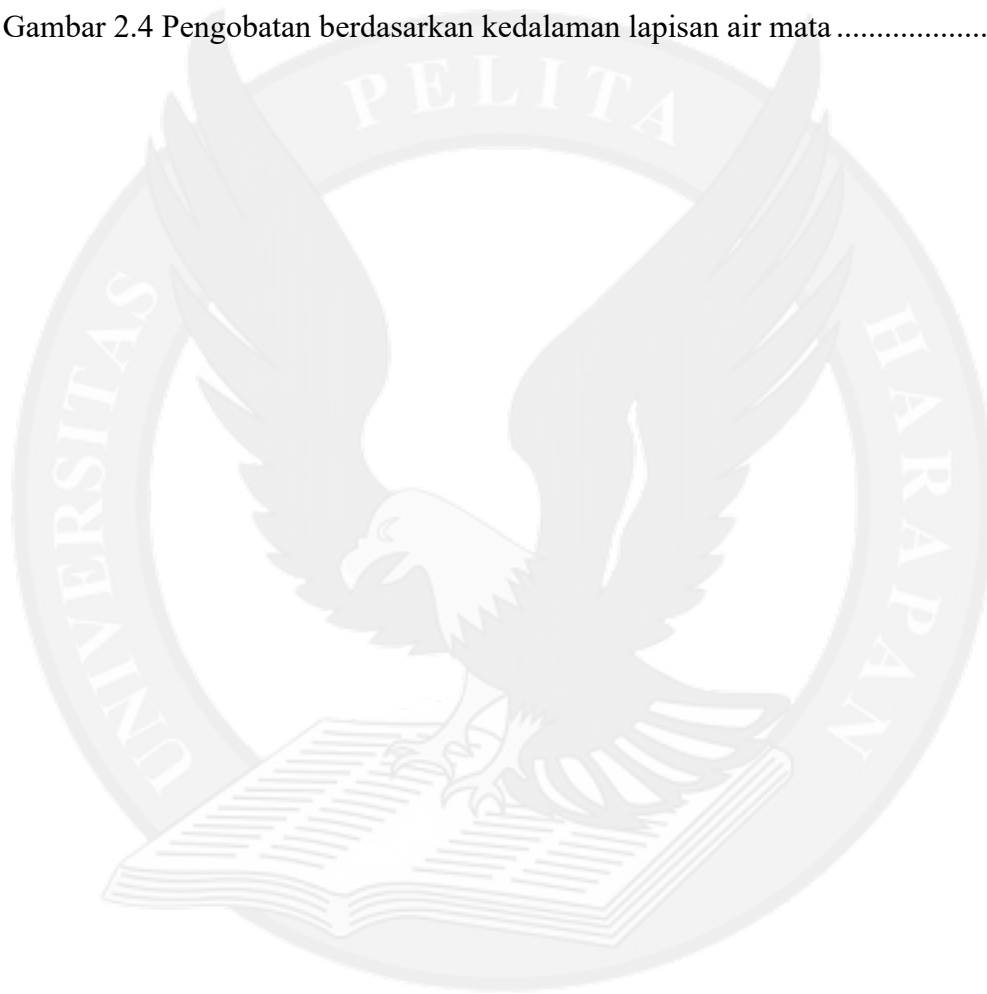 Gambar 2.4 Pengobatan berdasarkan kedalaman lapisan air mata ...................
UNIVERSITAS
PELITA
HARAPAN